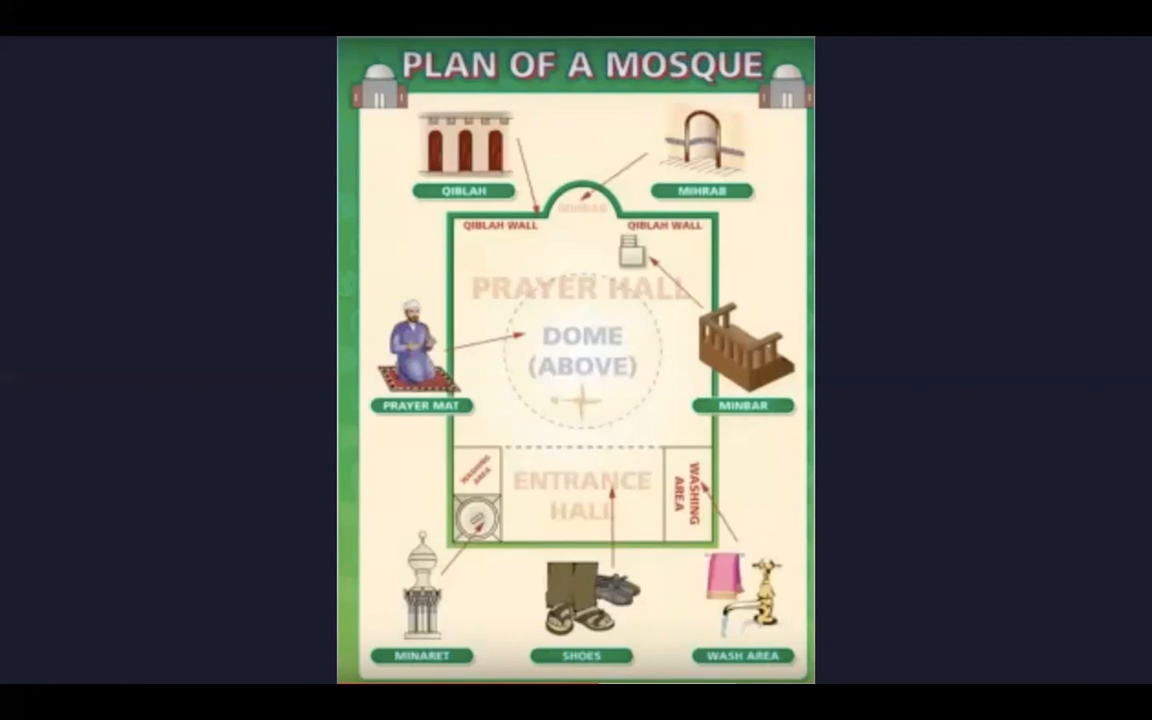 PLAN OF A MOSQUE
QIBLAH
MIHRAB
MIHRAB
QIBLAH WALL
QIBLAH WALL
PRAYER HALL
DOME
(ABOVE)
N
PRAYER MAT
MINBAR
WASHING
AREA
ENTRANCE
HALL
WASHING
AREA
MINARET
SHOES
WASH AREA